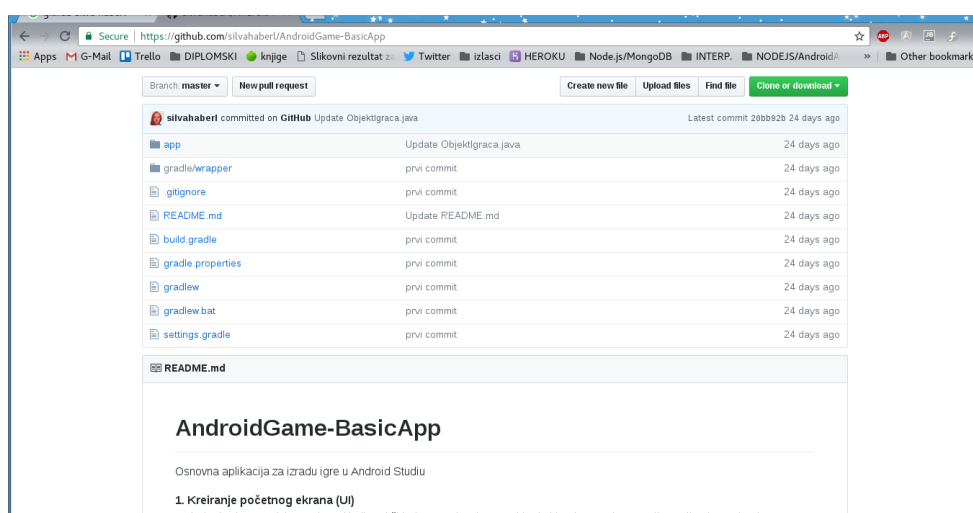 Secure https://github.com/silvahaberl/AndroidGame-BasicApp
Apps G-Mail Trello DIPLOMSKI knjige Slikovni rezultat z Twitter izlasci HEROKU Node.js/MongoDB INTERP. NODEJS/Android » Other bookmark
Branch: master New pull request Create new file Upload files Find file Clone or download
silvahaberl committed on GitHub Update ObjektIgraca.java Latest commit 20bb92b 24 days ago
app Update ObjektIgraca.java 24 days ago
gradle/wrapper prvi commit 24 days ago
.gitignore prvi commit 24 days ago
README.md Update README.md 24 days ago
build.gradle prvi commit 24 days ago
gradle.properties prvi commit 24 days ago
gradlew prvi commit 24 days ago
gradlew.bat prvi commit 24 days ago
settings.gradle prvi commit 24 days ago
README.md
AndroidGame-BasicApp
Osnovna aplikacija za izradu igre u Android Studiu
1. Kreiranje početnog ekrana (UI)